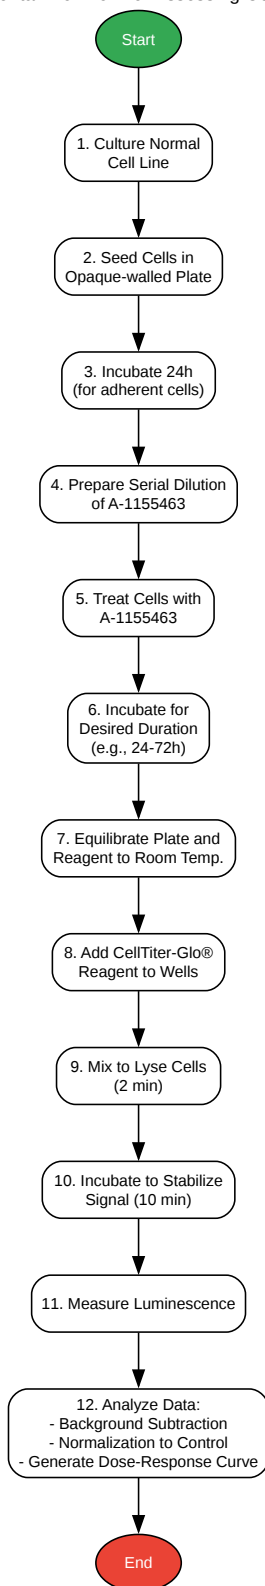 Start
1. Culture Normal
Cell Line
2. Seed Cells in
Opaque-walled Plate
3. Incubate 24h
(for adherent cells)
4. Prepare Serial Dilution
of A-1155463
5. Treat Cells with
A-1155463
6. Incubate for
Desired Duration
(e.g., 24-72h)
7. Equilibrate Plate and
Reagent to Room Temp.
8. Add CellTiter-Glo®
Reagent to Wells
9. Mix to Lyse Cells
(2 min)
10. Incubate to Stabilize
Signal (10 min)
11. Measure Luminescence
12. Analyze Data:
- Background Subtraction
- Normalization to Control
- Generate Dose-Response Curve
End